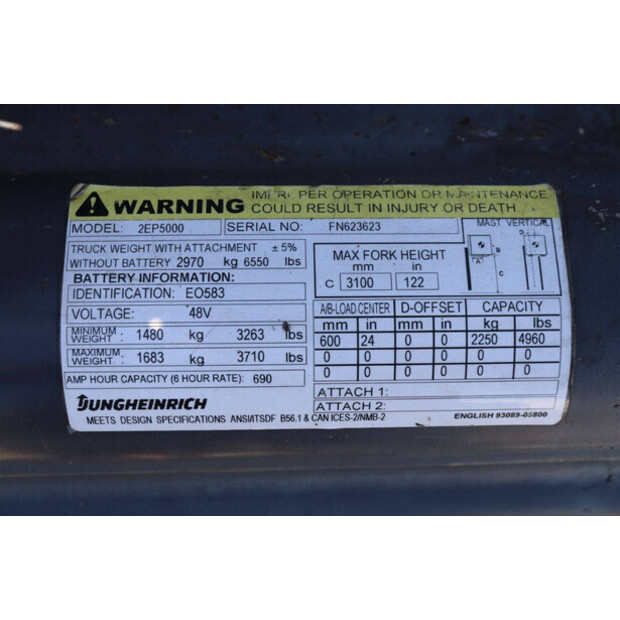 WARNING
IMPROPER OPERATION OR MAINTENANCE
COULD RESULT IN INJURY OR DEATH.
MODEL: 2EP5000 SERIAL NO: FN623623
TRUCK WEIGHT WITH ATTACHMENT ± 5%
WITHOUT BATTERY 2970 kg 6550 lbs
BATTERY INFORMATION:
IDENTIFICATION: EO583
VOLTAGE: 48V
MINIMUM WEIGHT: 1480 kg 3263 lbs
MAXIMUM WEIGHT: 1683 kg 3710 lbs
AMP HOUR CAPACITY (6 HOUR RATE): 690
MAX FORK HEIGHT
mm in
C 3100 122
MAST VERTICAL
A B C D
A/B-LOAD CENTER D-OFFSET CAPACITY
mm in mm in kg lbs
600 24 0 0 2250 4960
0 0 0 0 0 0
0 0 0 0 0 0
ATTACH 1:
ATTACH 2:
JUNGHEINRICH
MEETS DESIGN SPECIFICATIONS ANSI/ITSDF B56.1 & CAN ICES-2/NMB-2
ENGLISH 93089-05800